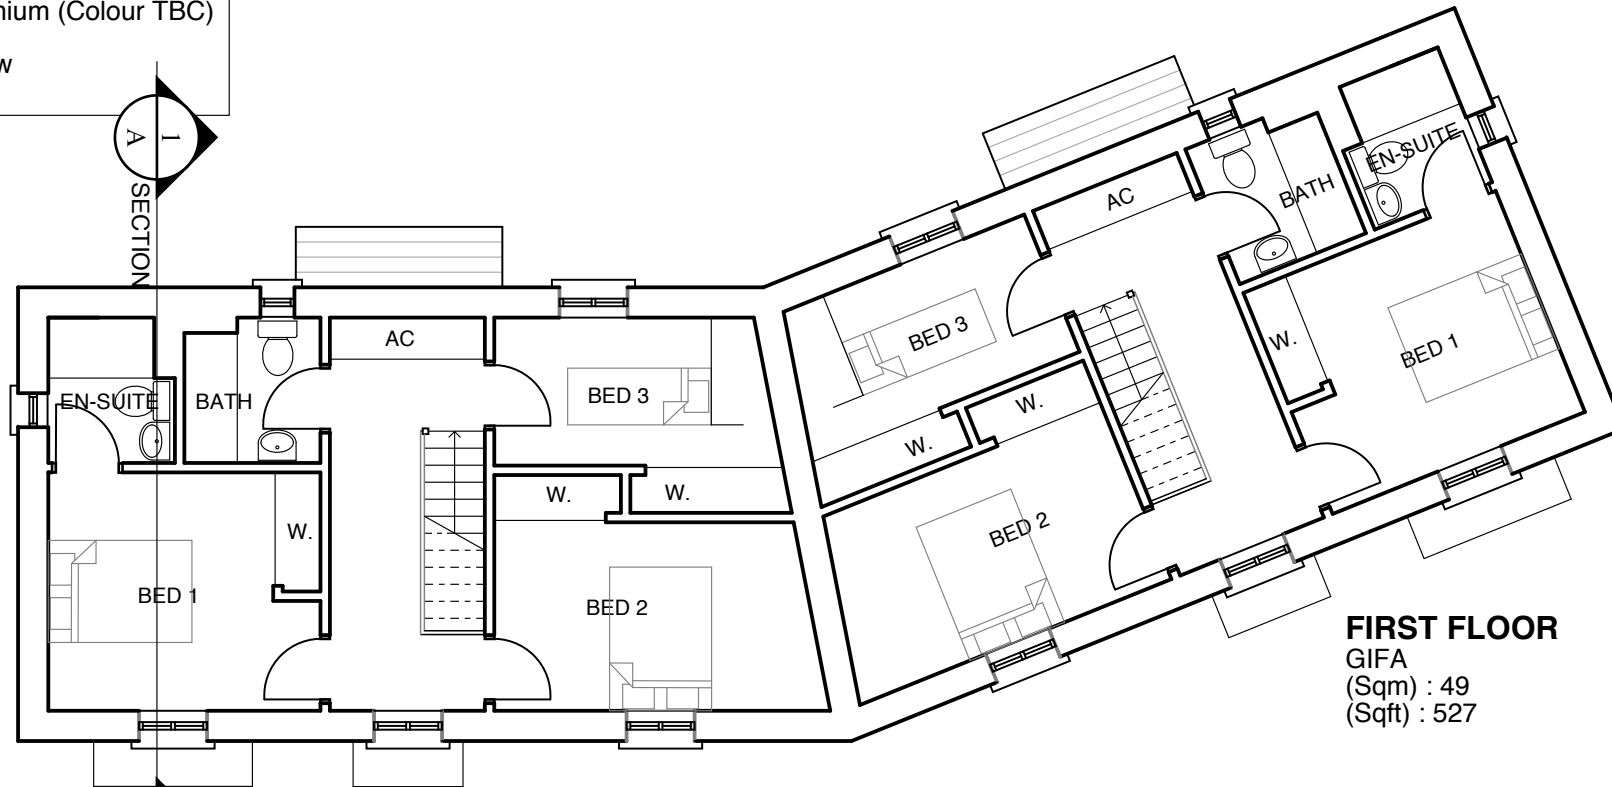 nium (Colour TBC)
w
1
A
SECTION
EN-SUITE
BATH
AC
BED 3
W.
W.
W.
BED 1
BED 2
AC
BATH
EN-SUITE
BED 3
W.
W.
W.
BED 1
BED 2
FIRST FLOOR
GIFA
(Sqm) : 49
(Sqft) : 527